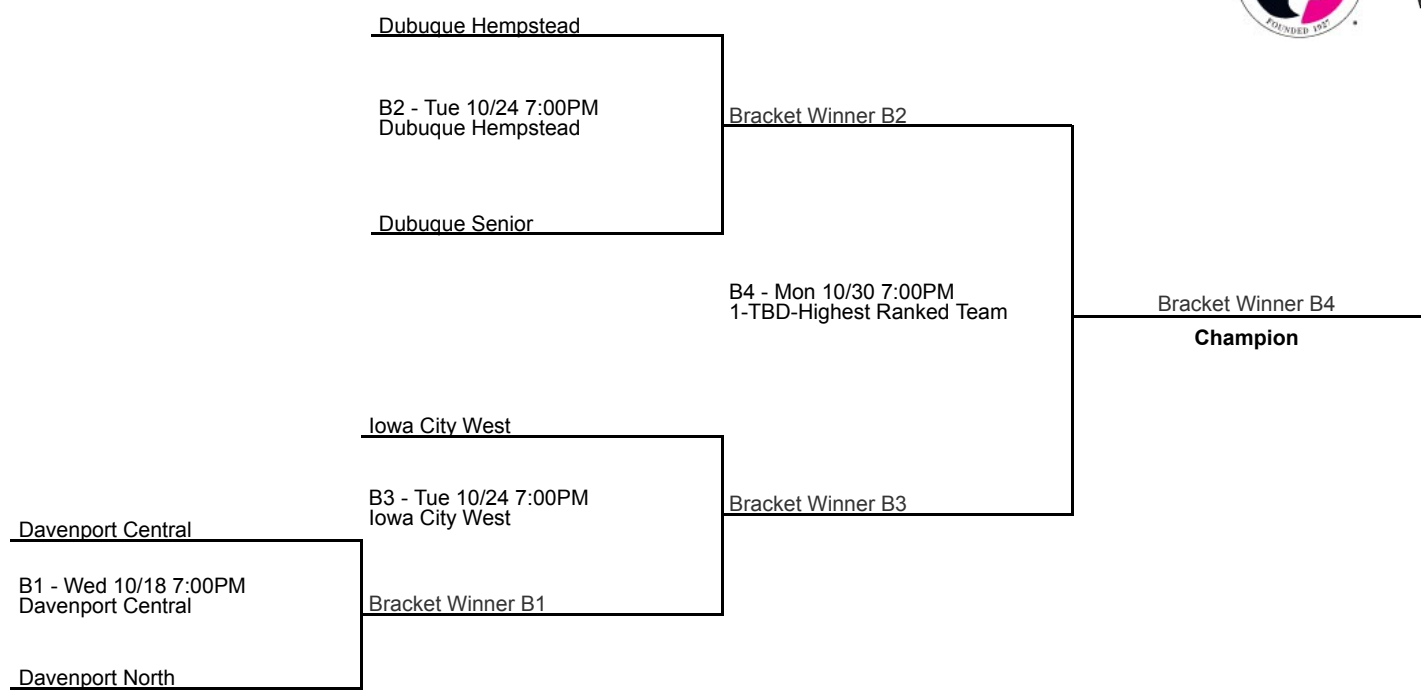 FOUNDED 1927
Dubuque Hempstead
B2 - Tue 10/24 7:00PM
Dubuque Hempstead
Bracket Winner B2
Dubuque Senior
B4 - Mon 10/30 7:00PM
1-TBD-Highest Ranked Team
Bracket Winner B4
Champion
Iowa City West
B3 - Tue 10/24 7:00PM
Iowa City West
Bracket Winner B3
Davenport Central
B1 - Wed 10/18 7:00PM
Davenport Central
Bracket Winner B1
Davenport North